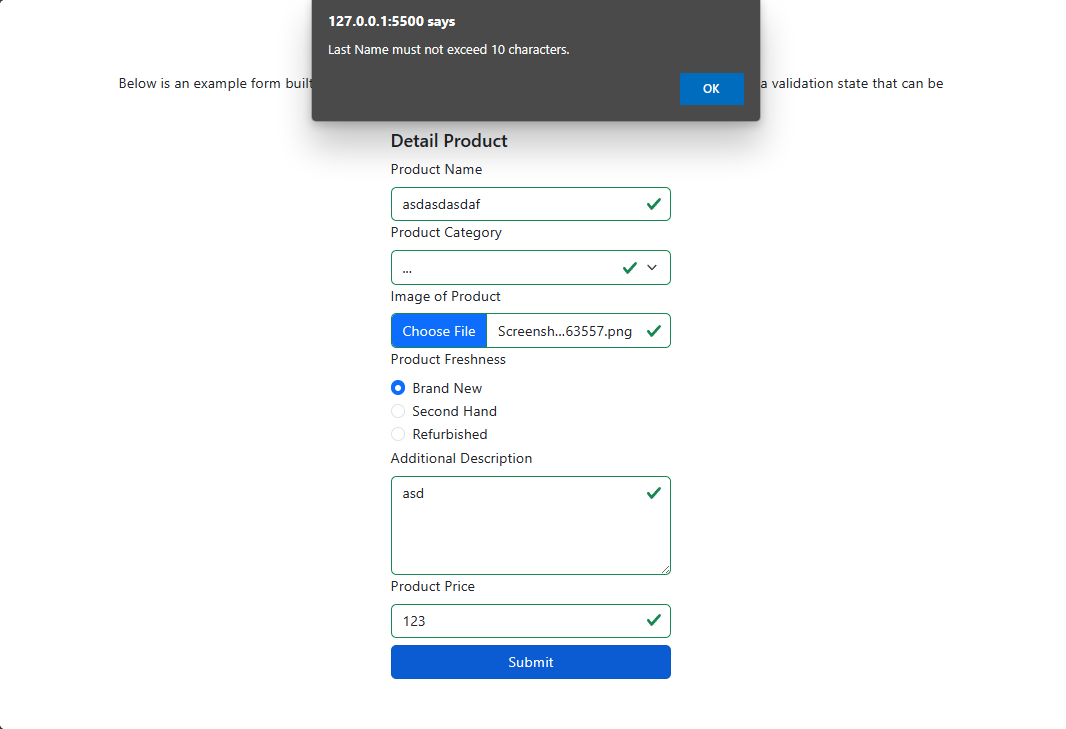 127.0.0.1:5500 says
Last Name must not exceed 10 characters.
OK
Below is an example form built a validation state that can be
Detail Product
Product Name
asdasdasdaf
Product Category
...
Image of Product
Choose File Screensh...63557.png
Product Freshness
Brand New
Second Hand
Refurbished
Additional Description
asd
Product Price
123
Submit